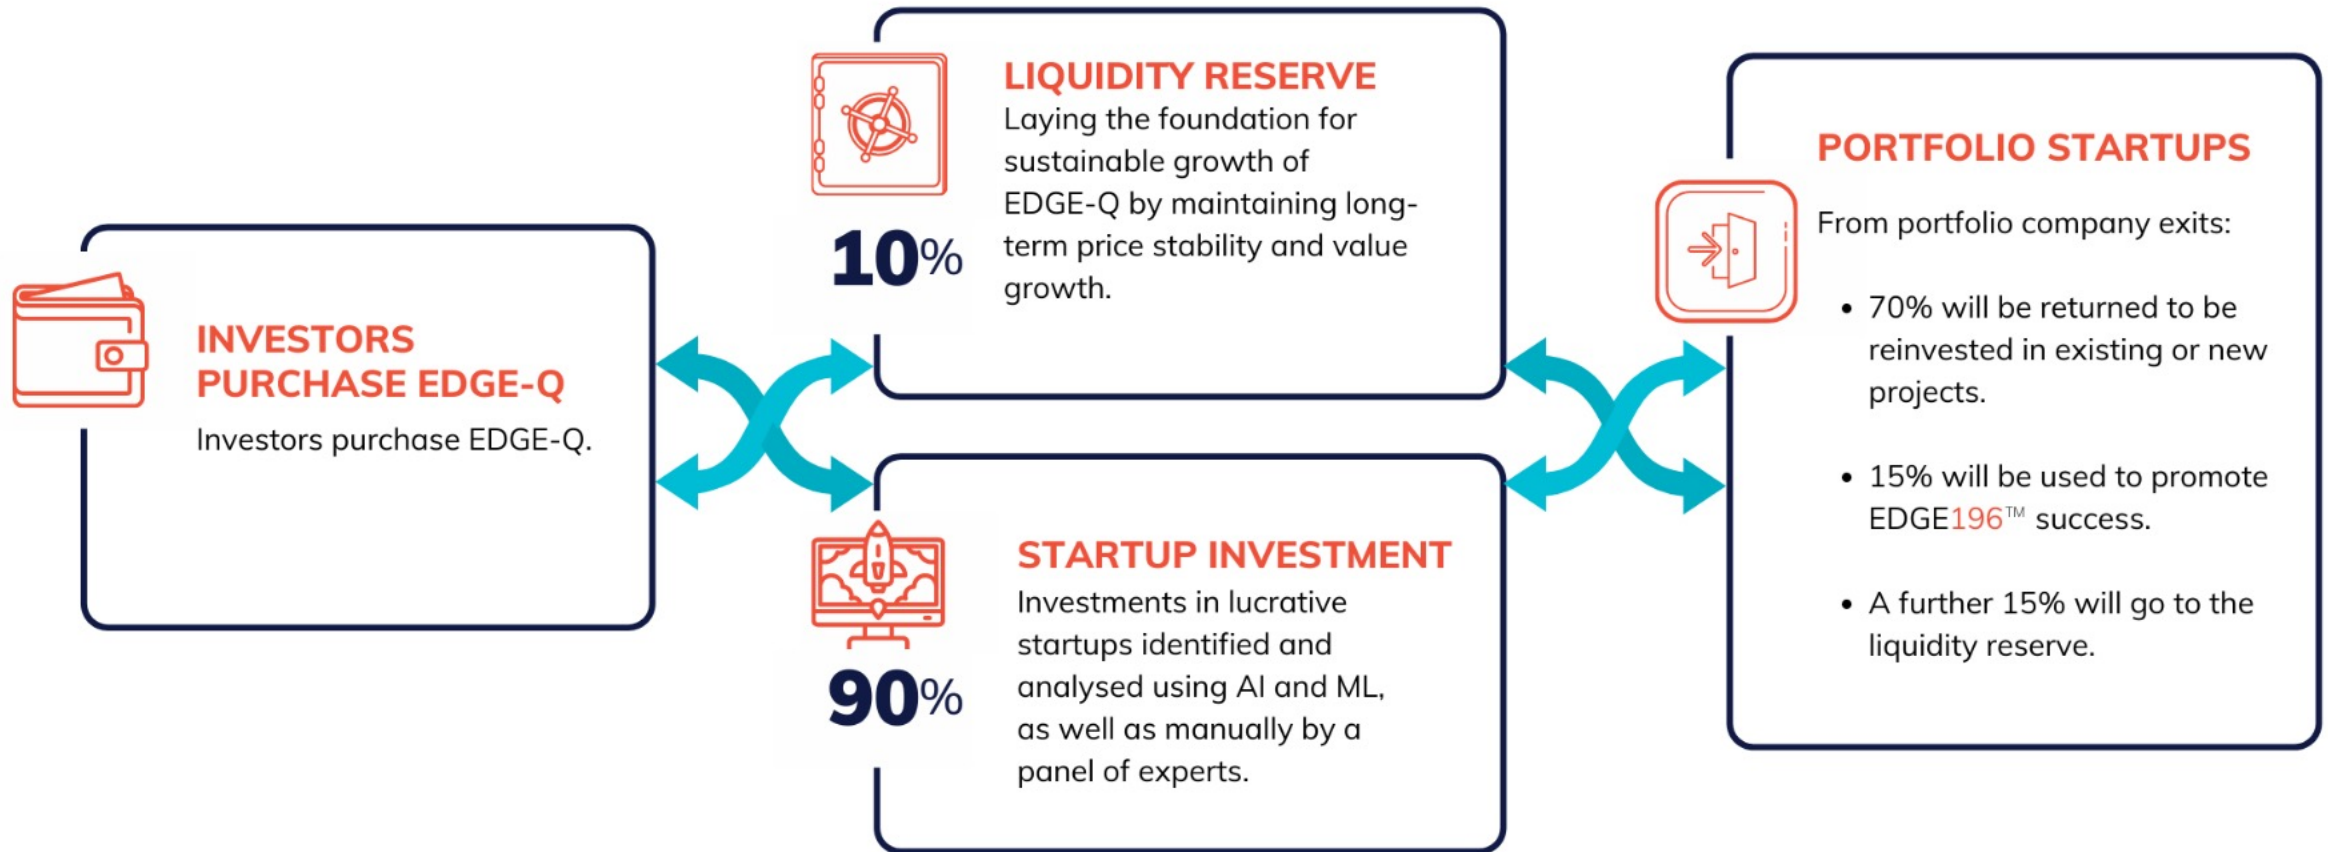 INVESTORS
PURCHASE EDGE-Q
Investors purchase EDGE-Q.
10%
LIQUIDITY RESERVE
Laying the foundation for
sustainable growth of
EDGE-Q by maintaining long-
term price stability and value
growth.
90%
STARTUP INVESTMENT
Investments in lucrative
startups identified and
analysed using AI and ML,
as well as manually by a
panel of experts.
PORTFOLIO STARTUPS
From portfolio company exits:
• 70% will be returned to be
reinvested in existing or new
projects.
• 15% will be used to promote
EDGE196™ success.
• A further 15% will go to the
liquidity reserve.